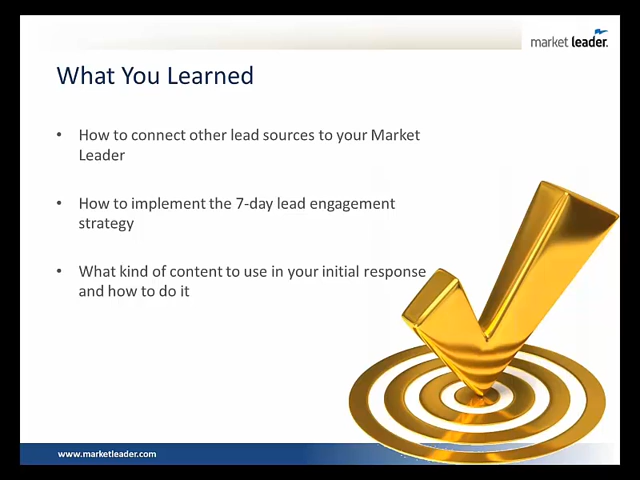 market leader.
What You Learned
• How to connect other lead sources to your Market
Leader
• How to implement the 7-day lead engagement
strategy
• What kind of content to use in your initial response
and how to do it
www.marketleader.com